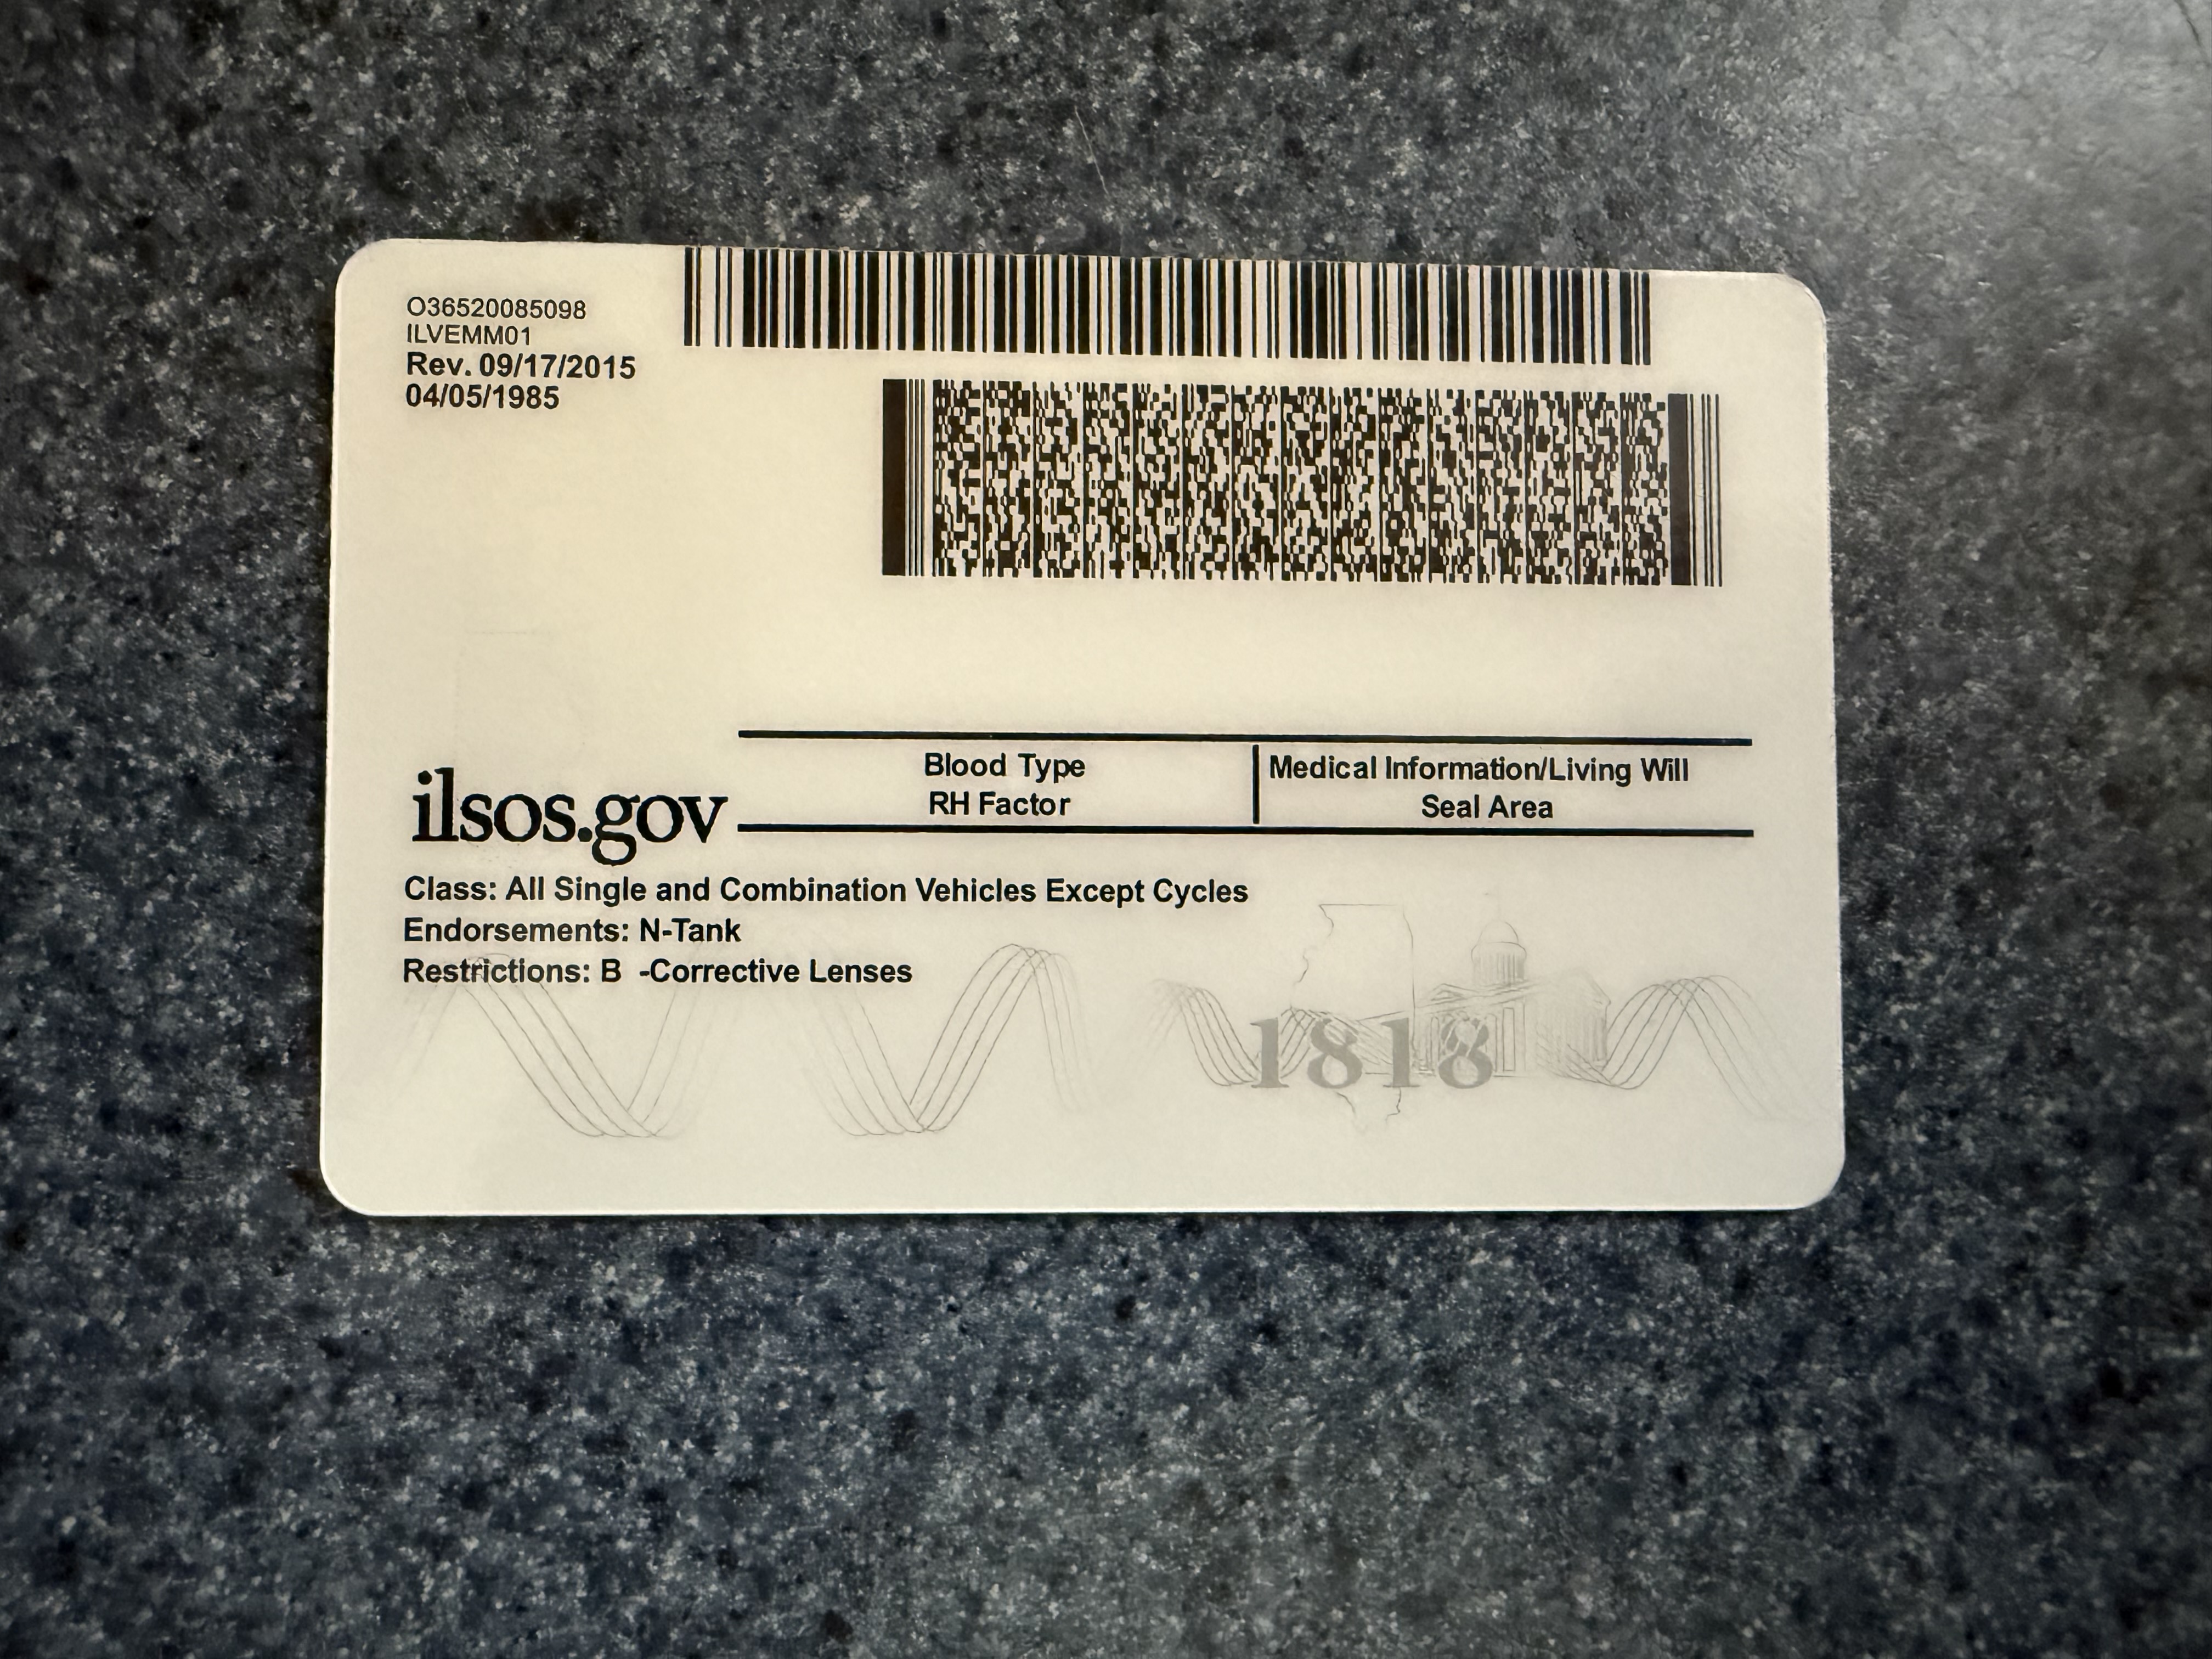 O36520085098
ILVEMM01
Rev. 09/17/2015
04/05/1985
Blood Type
RH Factor
Medical Information/Living Will
Seal Area
ilsos.gov
Class: All Single and Combination Vehicles Except Cycles
Endorsements: N-Tank
Restrictions: B -Corrective Lenses
1818